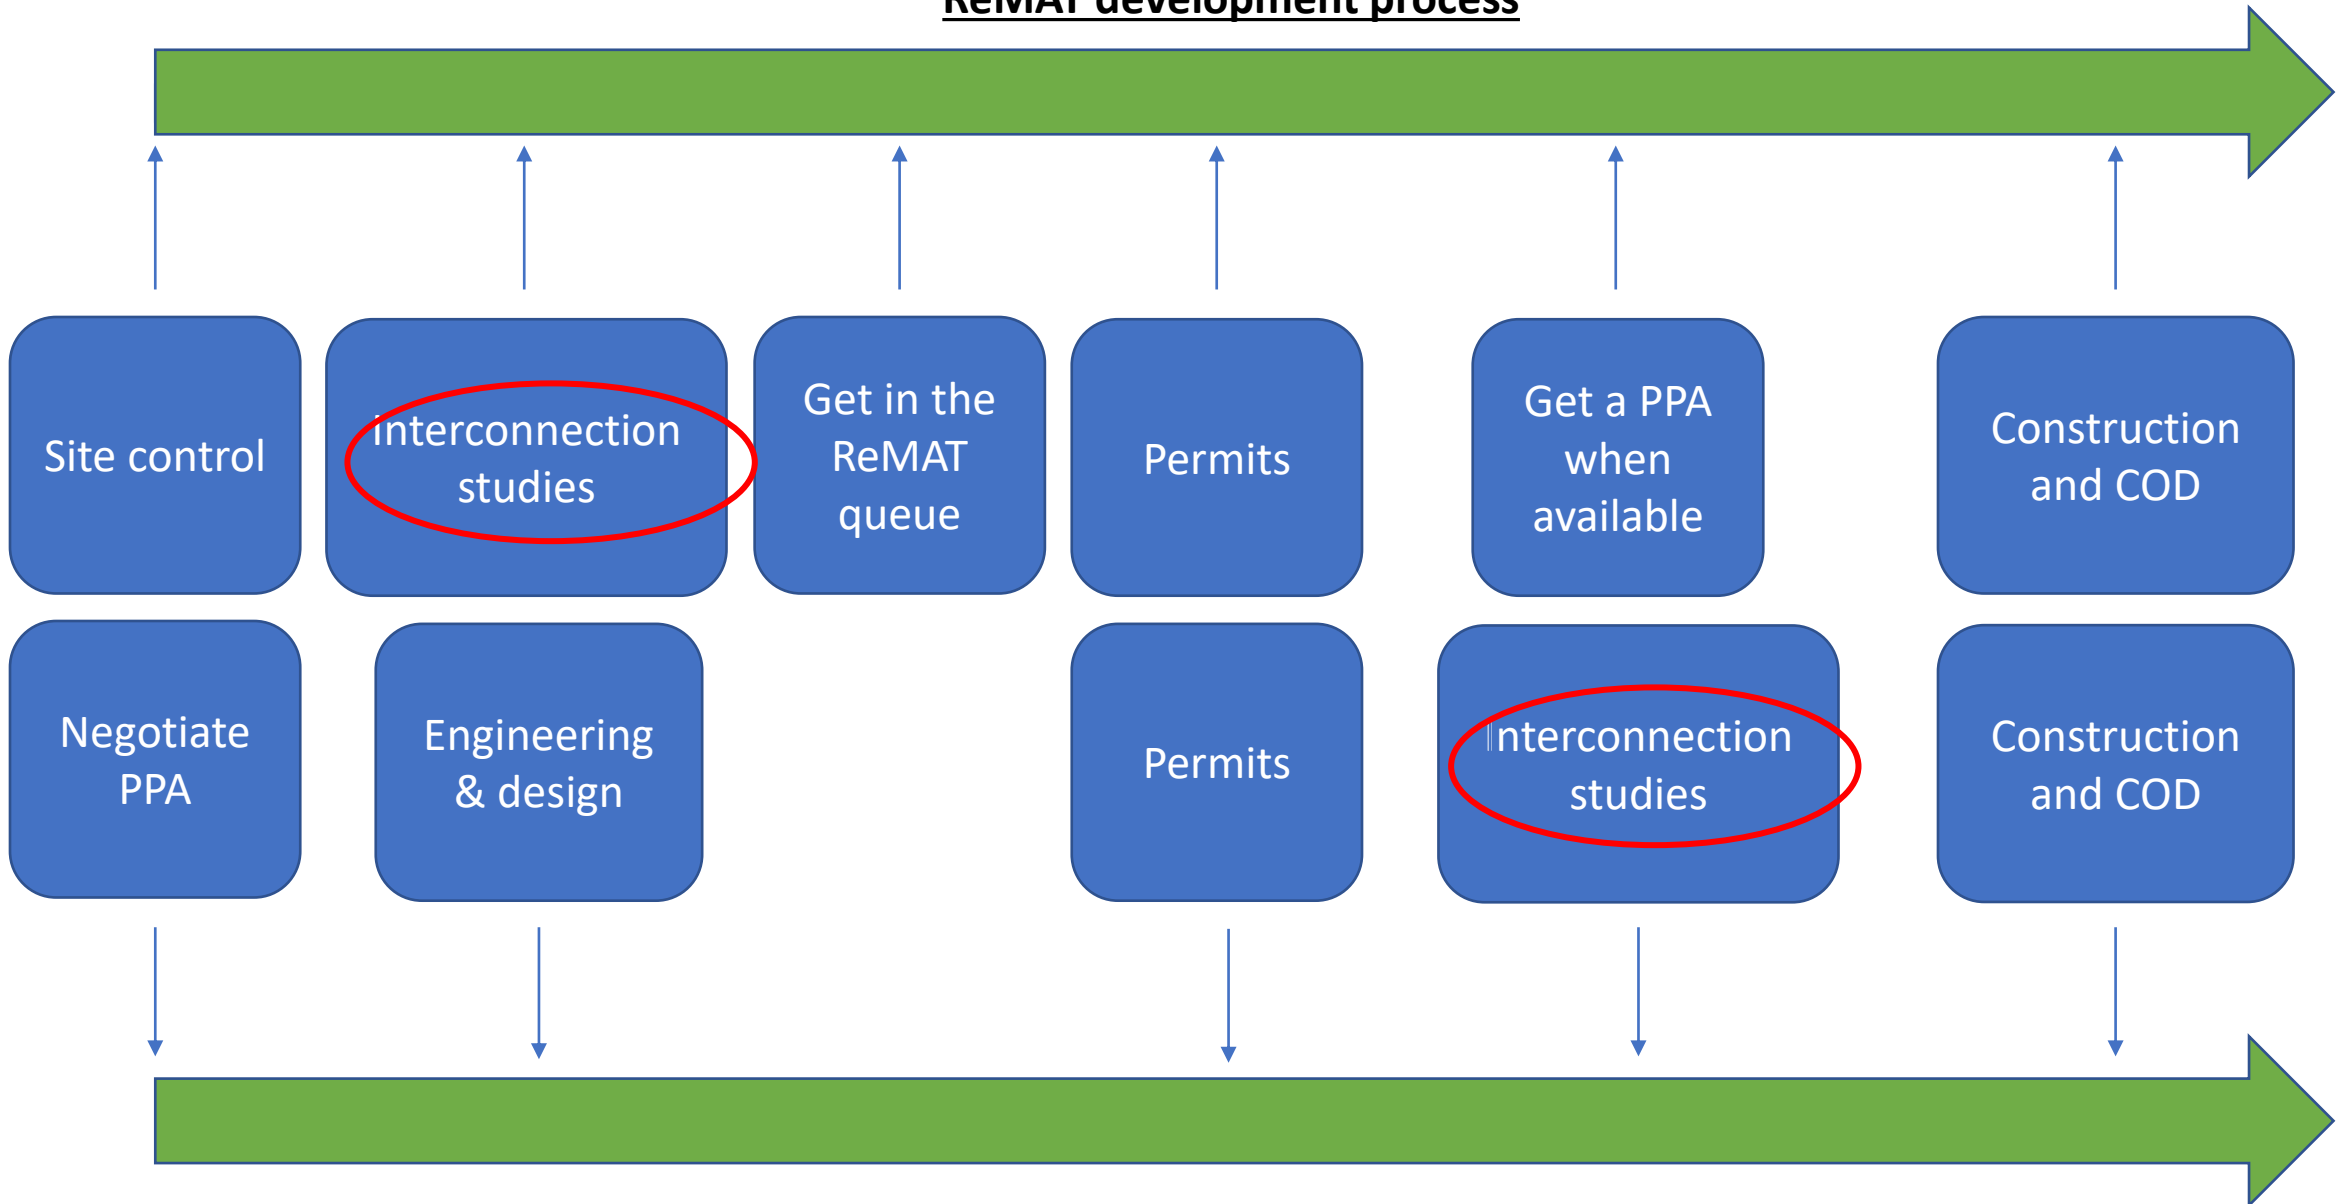 ReMAT development process
Site control
Interconnection
studies
Get in the
ReMAT
queue
Permits
Get a PPA
when
available
Construction
and COD
Negotiate
PPA
Engineering
& design
Permits
Interconnection
studies
Construction
and COD